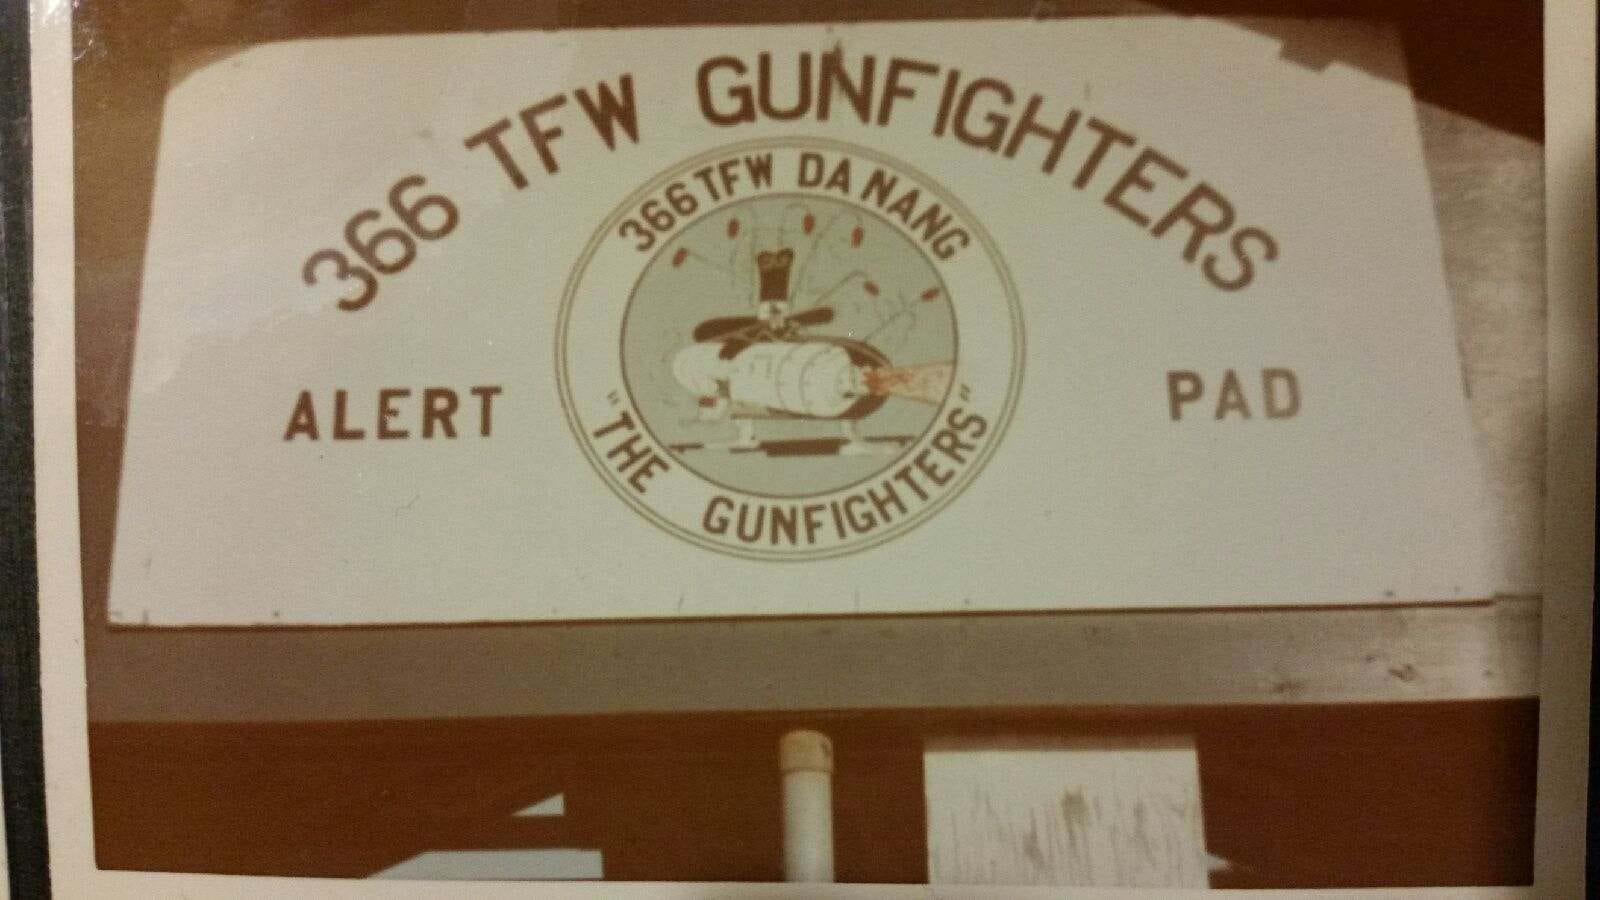 366 TFW GUNFIGHTERS
366 TFW DA NANG
"THE GUNFIGHTERS"
ALERT PAD